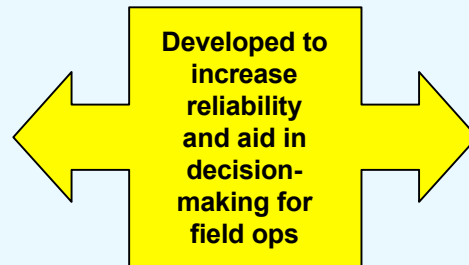 Developed to
increase
reliability
and aid in
decision-
making for
field ops